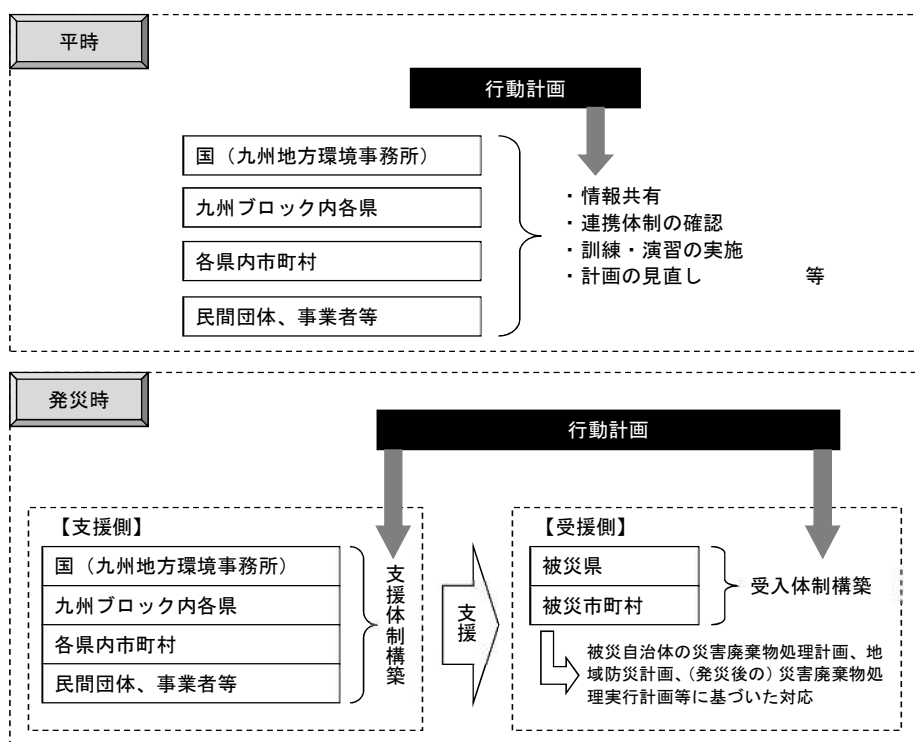 平時
行動計画
国（九州地方環境事務所）
九州ブロック内各県
各県内市町村
民間団体、事業者等
・情報共有
・連携体制の確認
・訓練・演習の実施
・計画の見直し　　　　　等
発災時
行動計画
【支援側】
国（九州地方環境事務所）
九州ブロック内各県
各県内市町村
民間団体、事業者等
支援体制構築
支援
【受援側】
被災県
被災市町村
受入体制構築
被災自治体の災害廃棄物処理計画、地
域防災計画、（発災後の）災害廃棄物処
理実行計画等に基づいた対応